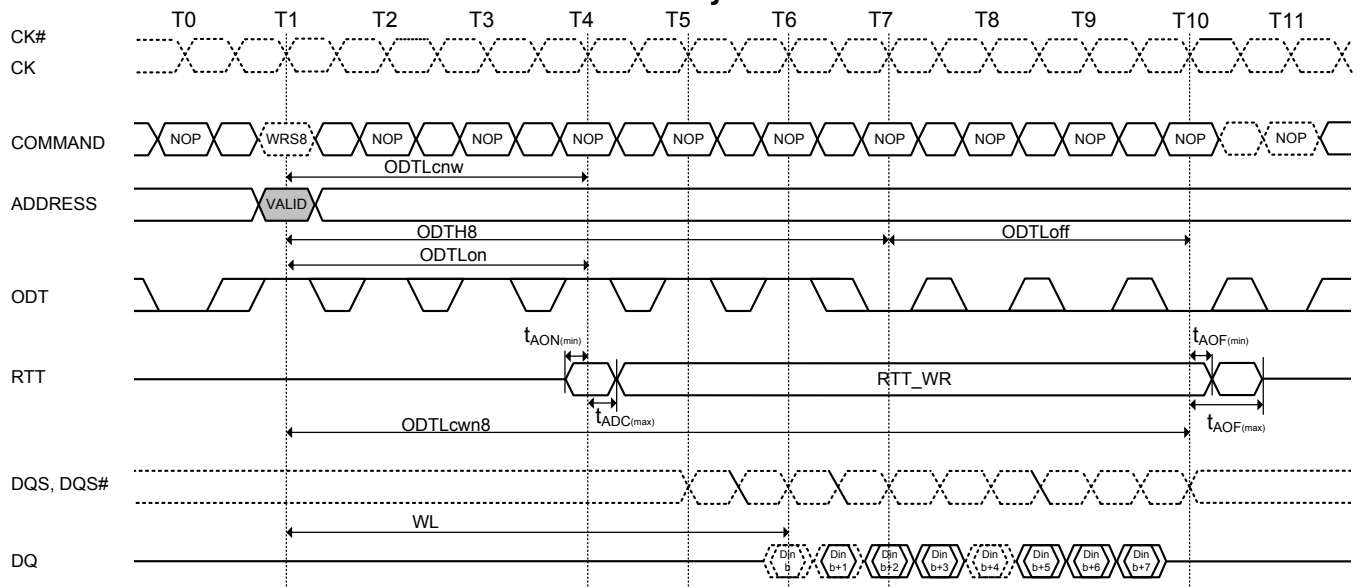 T0 T1 T2 T3 T4 T5 T6 T7 T8 T9 T10 T11
CK#
CK
COMMAND NOP WRS8 NOP NOP NOP NOP NOP NOP NOP NOP NOP NOP
ODTLcnw
ADDRESS VALID
ODTH8 ODTLoff
ODTLon
ODT
tAON(min) tAOF(min)
RTT RTT_WR
tADC(max) tAOF(max)
ODTLcwn8
DQS, DQS#
WL
DQ Din b Din b+1 Din b+2 Din b+3 Din b+4 Din b+5 Din b+6 Din b+7